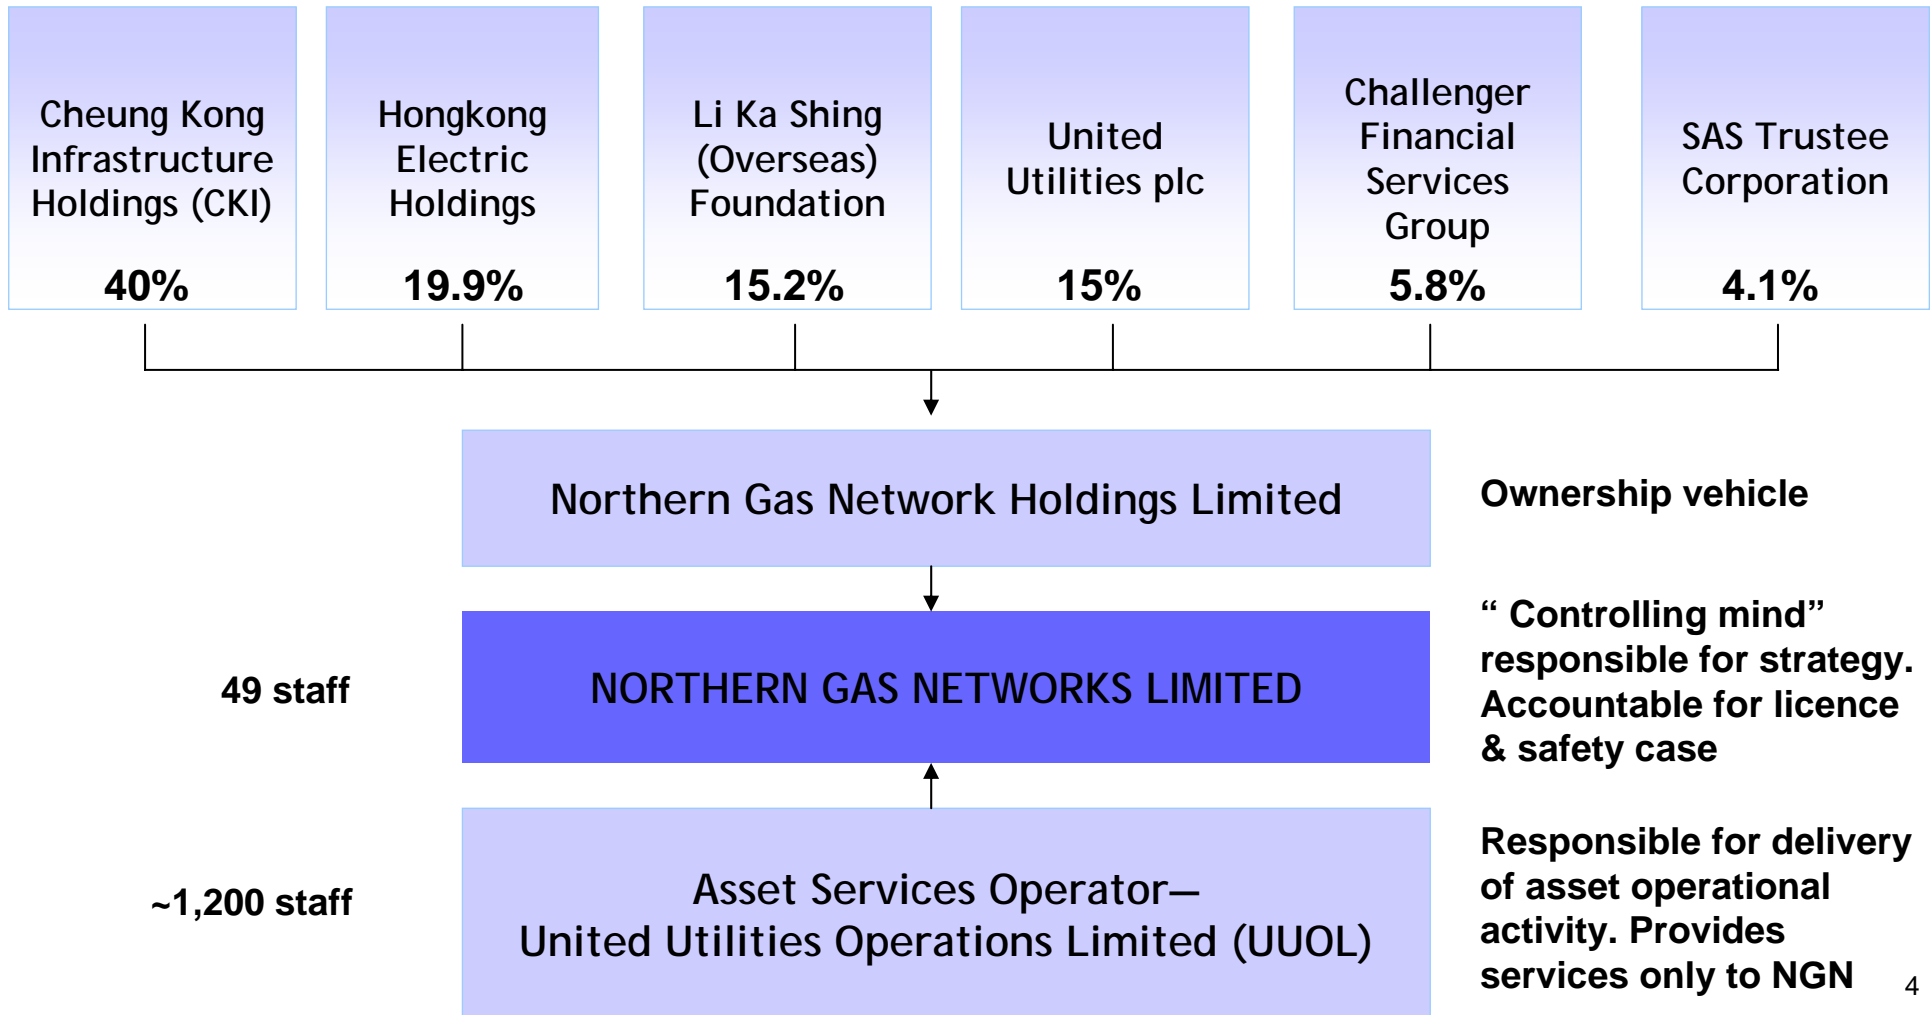 Cheung Kong
Infrastructure
Holdings (CKI)
40%
Hongkong
Electric
Holdings
19.9%
Li Ka Shing
(Overseas)
Foundation
15.2%
United
Utilities plc
15%
Challenger
Financial
Services
Group
5.8%
SAS Trustee
Corporation
4.1%
Northern Gas Network Holdings Limited
Ownership vehicle
49 staff
NORTHERN GAS NETWORKS LIMITED
“ Controlling mind”
responsible for strategy.
Accountable for licence
& safety case
~1,200 staff
Asset Services Operator—
United Utilities Operations Limited (UUOL)
Responsible for delivery
of asset operational
activity. Provides
services only to NGN
4